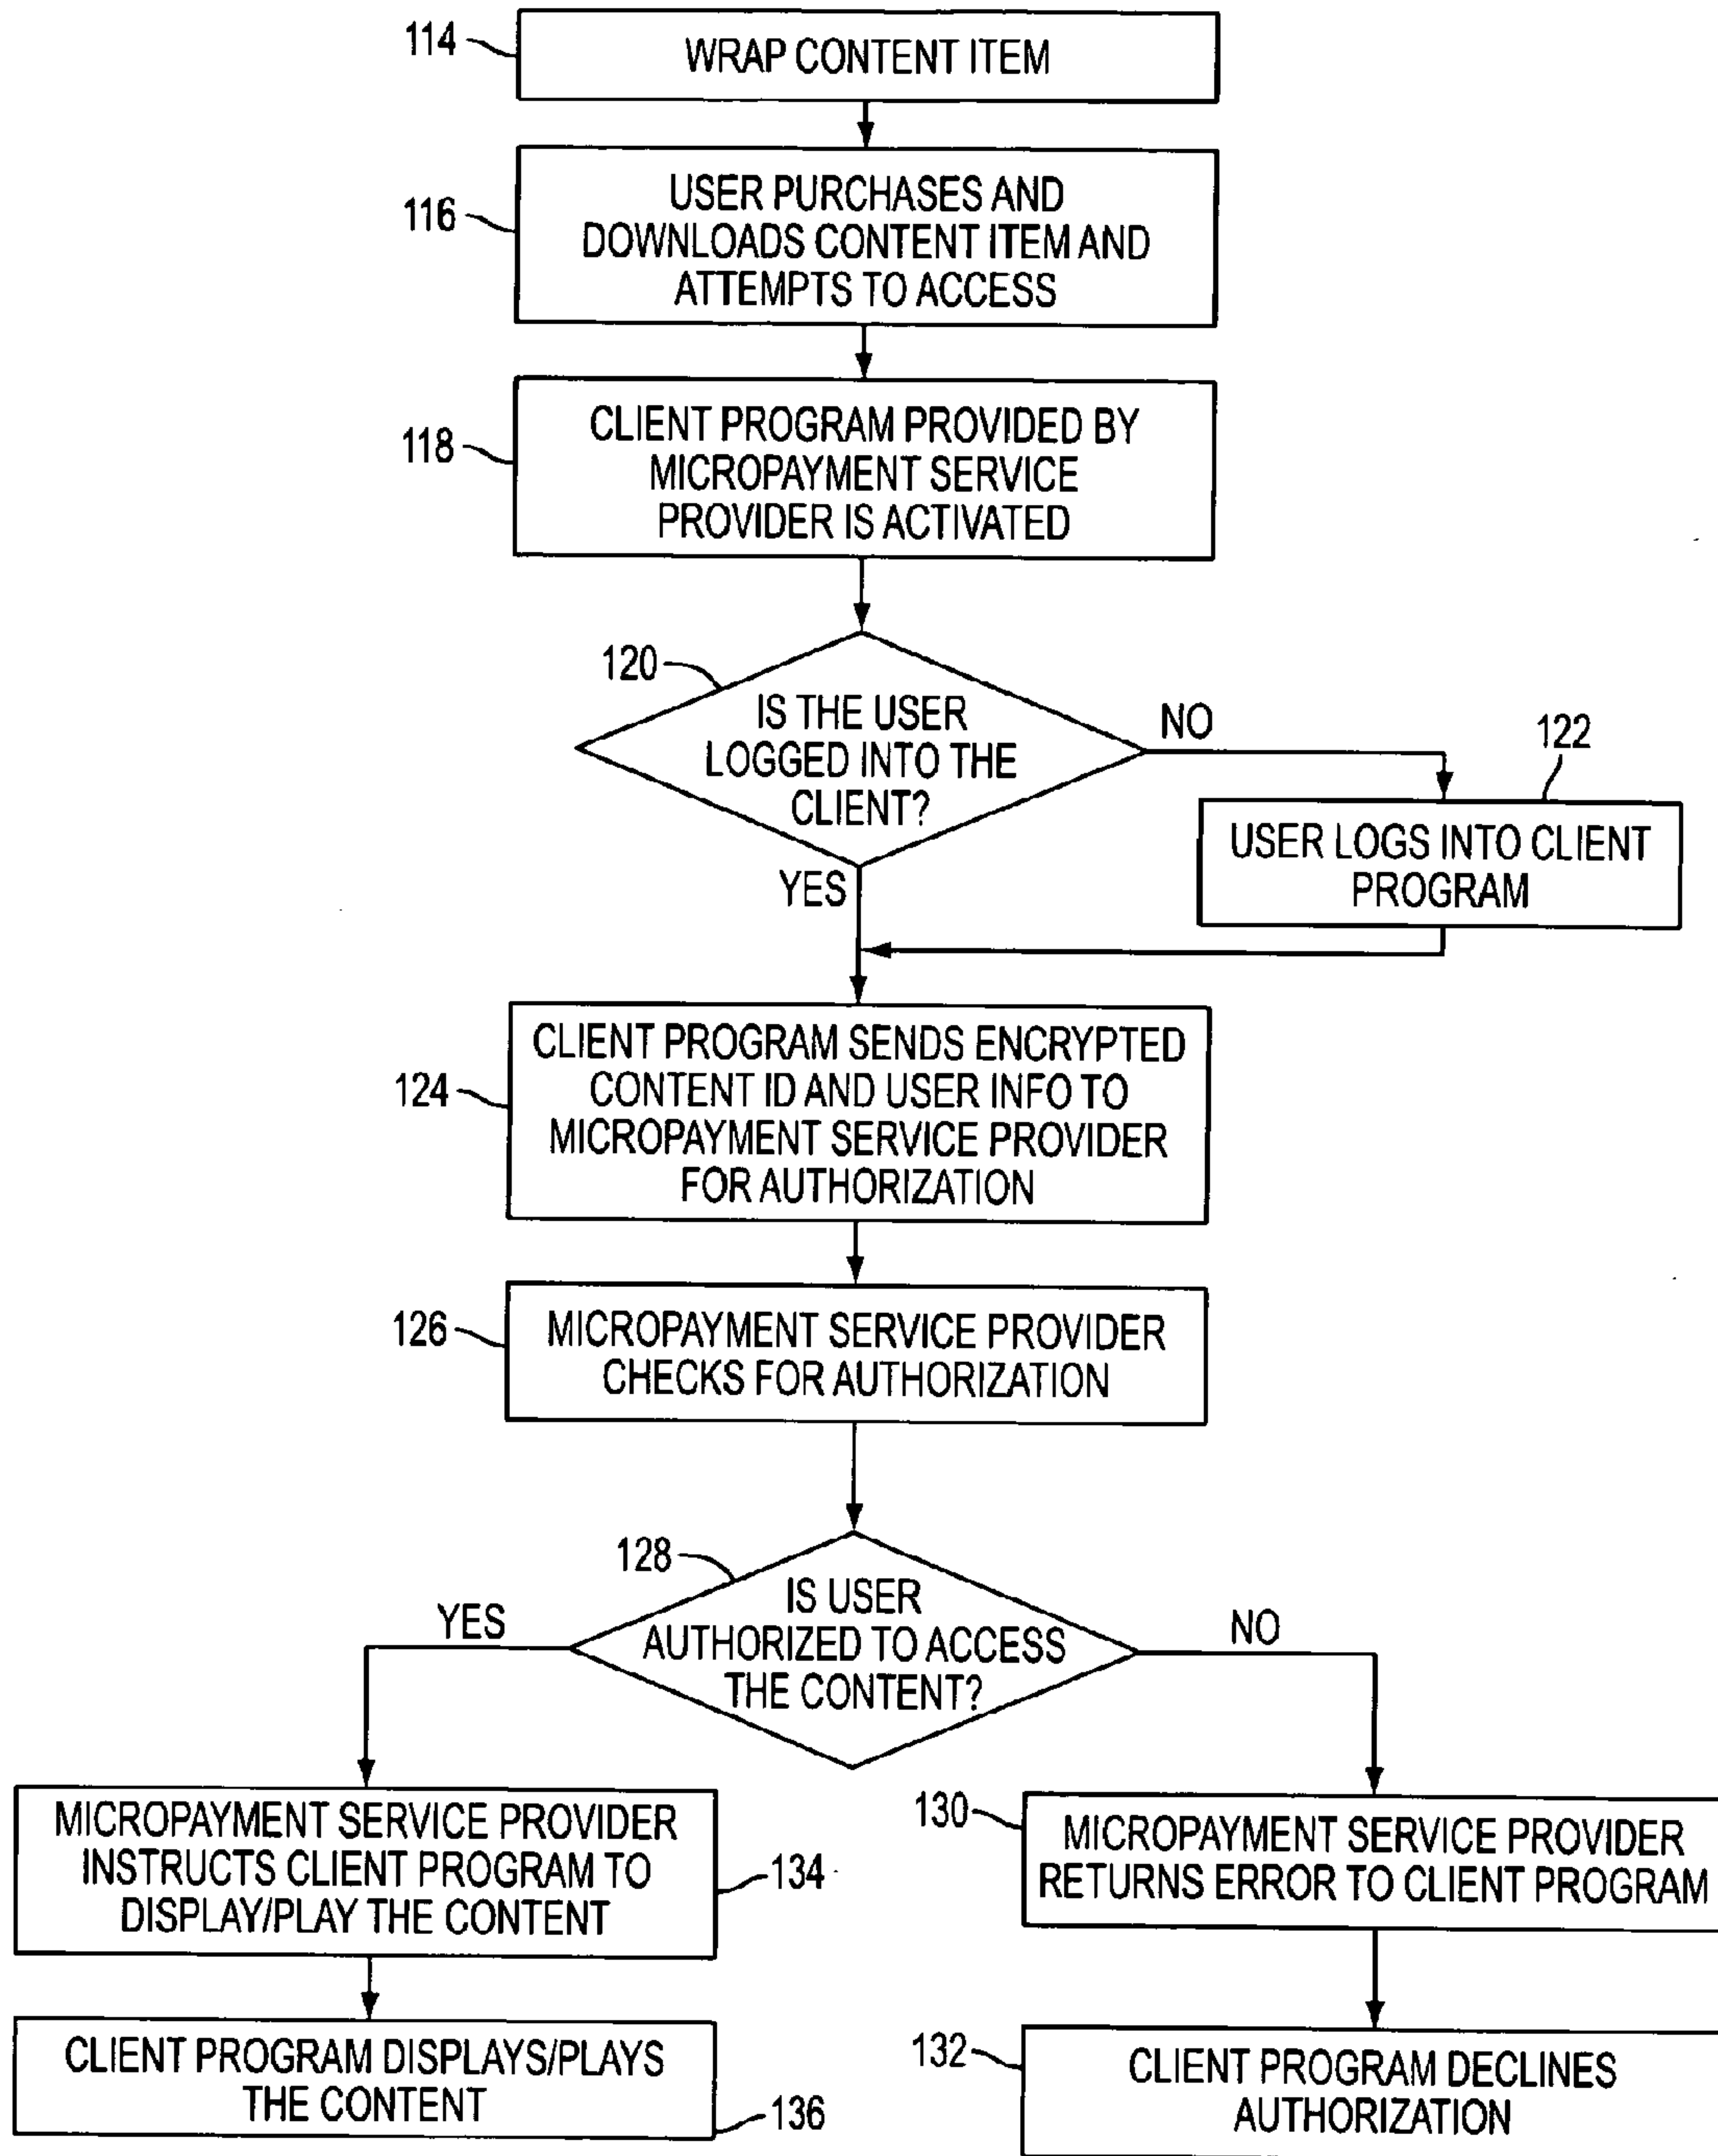 114
WRAP CONTENT ITEM
116
USER PURCHASES AND
DOWNLOADS CONTENT ITEM AND
ATTEMPTS TO ACCESS
118
CLIENT PROGRAM PROVIDED BY
MICROPAYMENT SERVICE
PROVIDER IS ACTIVATED
120
IS THE USER
LOGGED INTO THE
CLIENT?
NO
122
USER LOGS INTO CLIENT
PROGRAM
YES
124
CLIENT PROGRAM SENDS ENCRYPTED
CONTENT ID AND USER INFO TO
MICROPAYMENT SERVICE PROVIDER
FOR AUTHORIZATION
126
MICROPAYMENT SERVICE PROVIDER
CHECKS FOR AUTHORIZATION
128
IS USER
AUTHORIZED TO ACCESS
THE CONTENT?
YES
NO
MICROPAYMENT SERVICE PROVIDER
INSTRUCTS CLIENT PROGRAM TO
DISPLAY/PLAY THE CONTENT
134
130
MICROPAYMENT SERVICE PROVIDER
RETURNS ERROR TO CLIENT PROGRAM
CLIENT PROGRAM DISPLAYS/PLAYS
THE CONTENT
136
132
CLIENT PROGRAM DECLINES
AUTHORIZATION